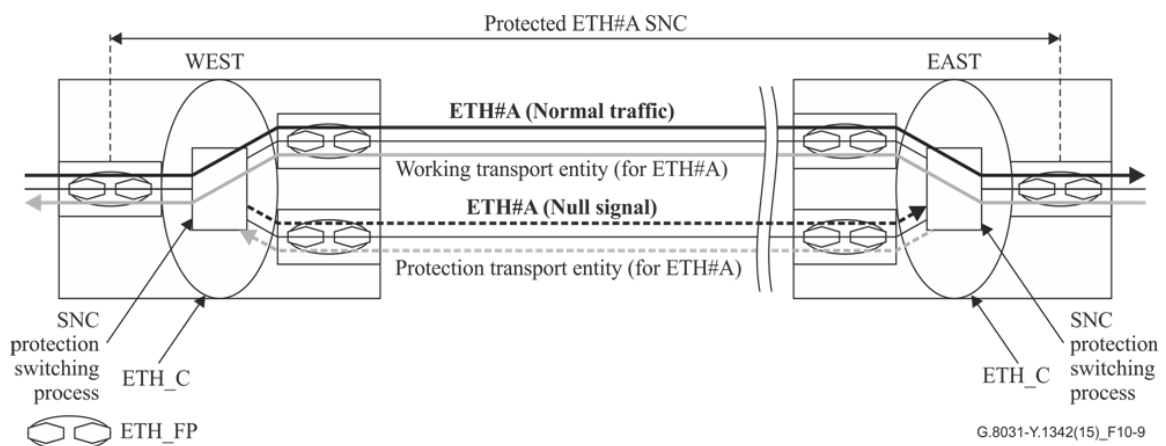 Protected ETH#A SNC
WEST
EAST
ETH#A (Normal traffic)
Working transport entity (for ETH#A)
ETH#A (Null signal)
Protection transport entity (for ETH#A)
SNC
protection
switching
process
ETH_C
ETH_C
SNC
protection
switching
process
ETH_FP
G.8031-Y.1342(15)_F10-9